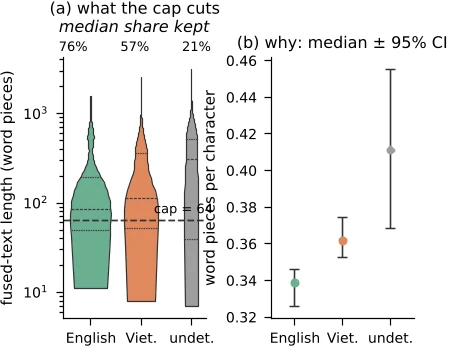 (a) what the cap cuts
median share kept
76% 57% 21%
fused-text length (word pieces)
10³
10²
10¹
cap = 64
English Viet. undet.
(b) why: median ± 95% CI
word pieces per character
0.46
0.44
0.42
0.40
0.38
0.36
0.34
0.32
English Viet. undet.